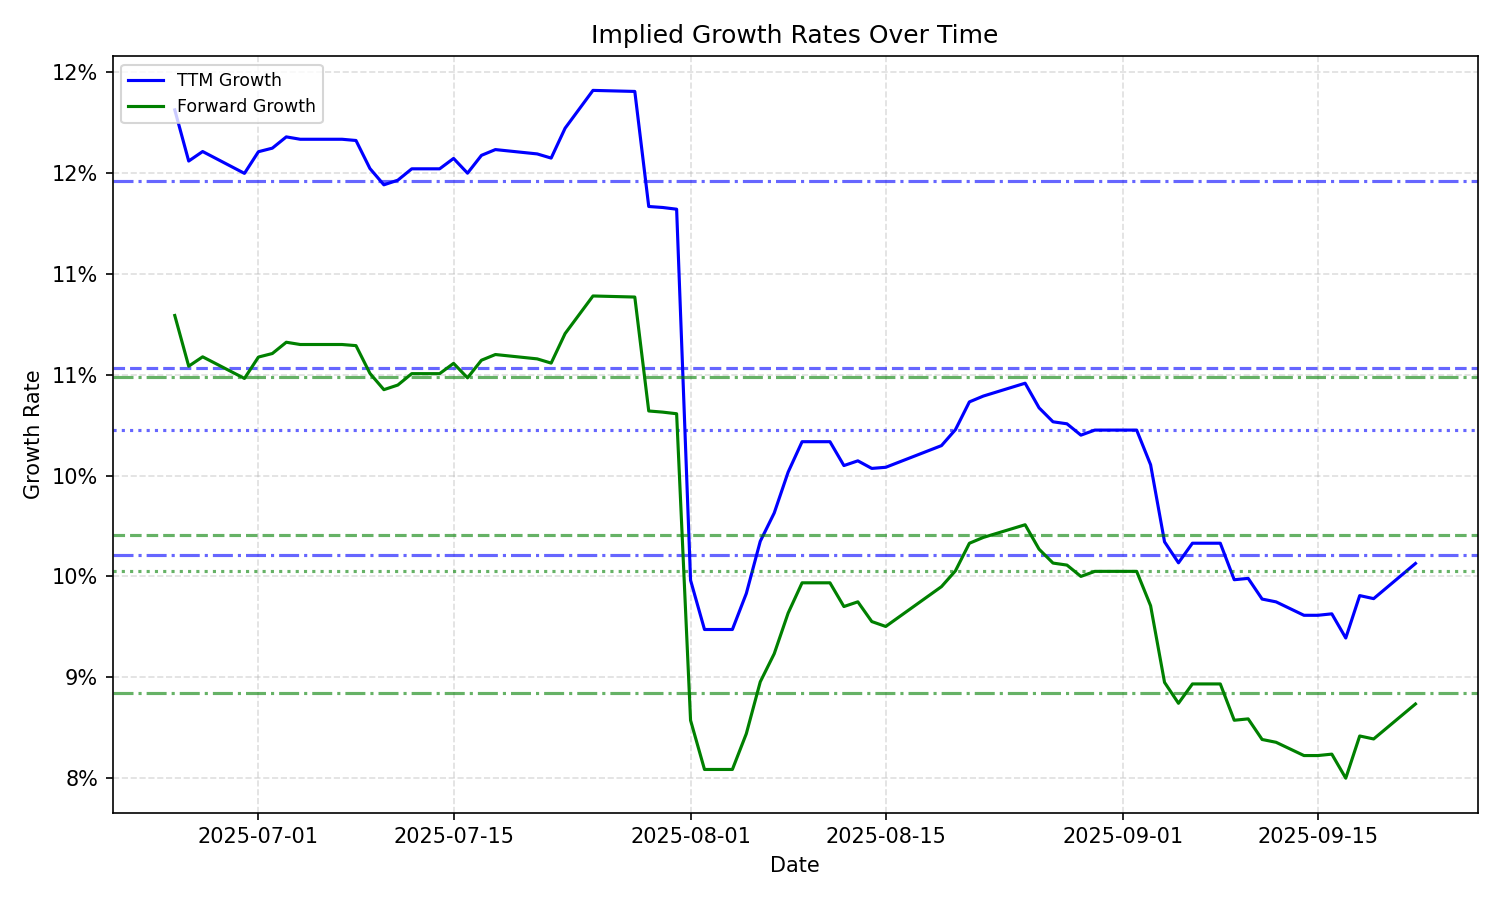 Implied Growth Rates Over Time
TTM Growth
Forward Growth
12%
12%
11%
11%
10%
10%
9%
8%
Growth Rate
2025-07-01
2025-07-15
2025-08-01
2025-08-15
2025-09-01
2025-09-15
Date